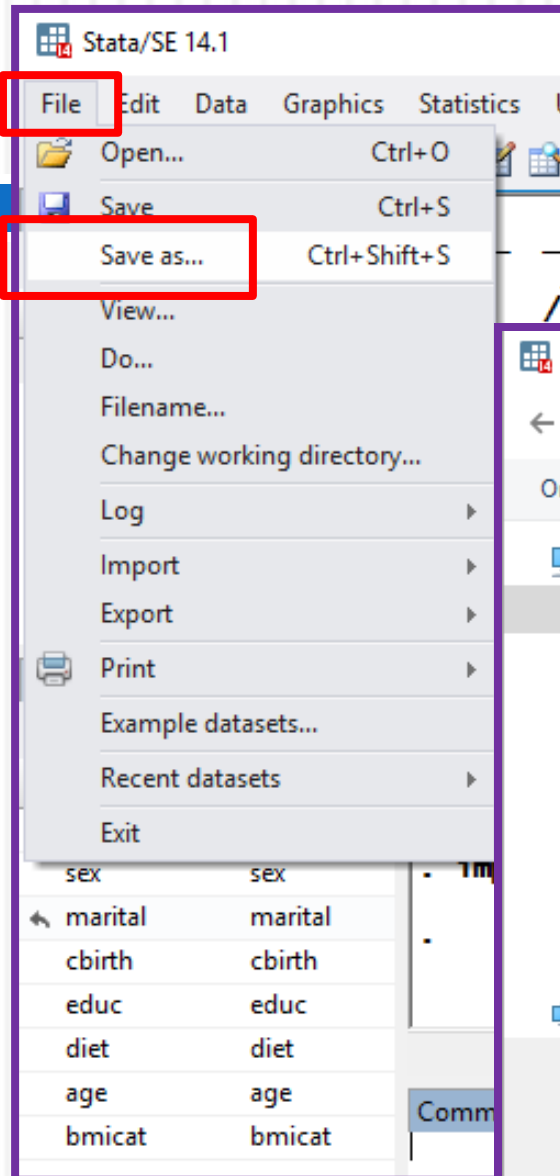 Stata/SE 14.1
File Edit Data Graphics Statistics
Open... Ctrl+O
Save Ctrl+S
Save as... Ctrl+Shift+S
View...
Do...
Filename...
Change working directory...
Log
Import
Export
Print
Example datasets...
Recent datasets
Exit
sex sex
marital marital
cbirth cbirth
educ educ
diet diet
age age
bmicat bmicat